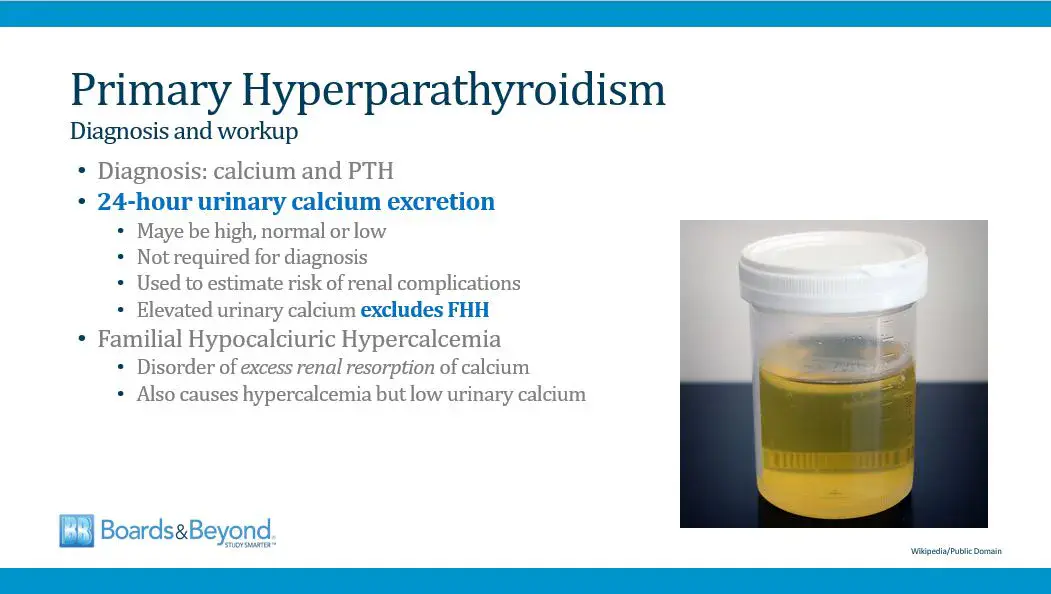 Primary Hyperparathyroidism
Diagnosis and workup
• Diagnosis: calcium and PTH
• 24-hour urinary calcium excretion
• Maye be high, normal or low
• Not required for diagnosis
• Used to estimate risk of renal complications
• Elevated urinary calcium excludes FHH
• Familial Hypocalciuric Hypercalcemia
• Disorder of excess renal resorption of calcium
• Also causes hypercalcemia but low urinary calcium
BB Boards&Beyond®
STUDY SMARTER™
Wikipedia/Public Domain